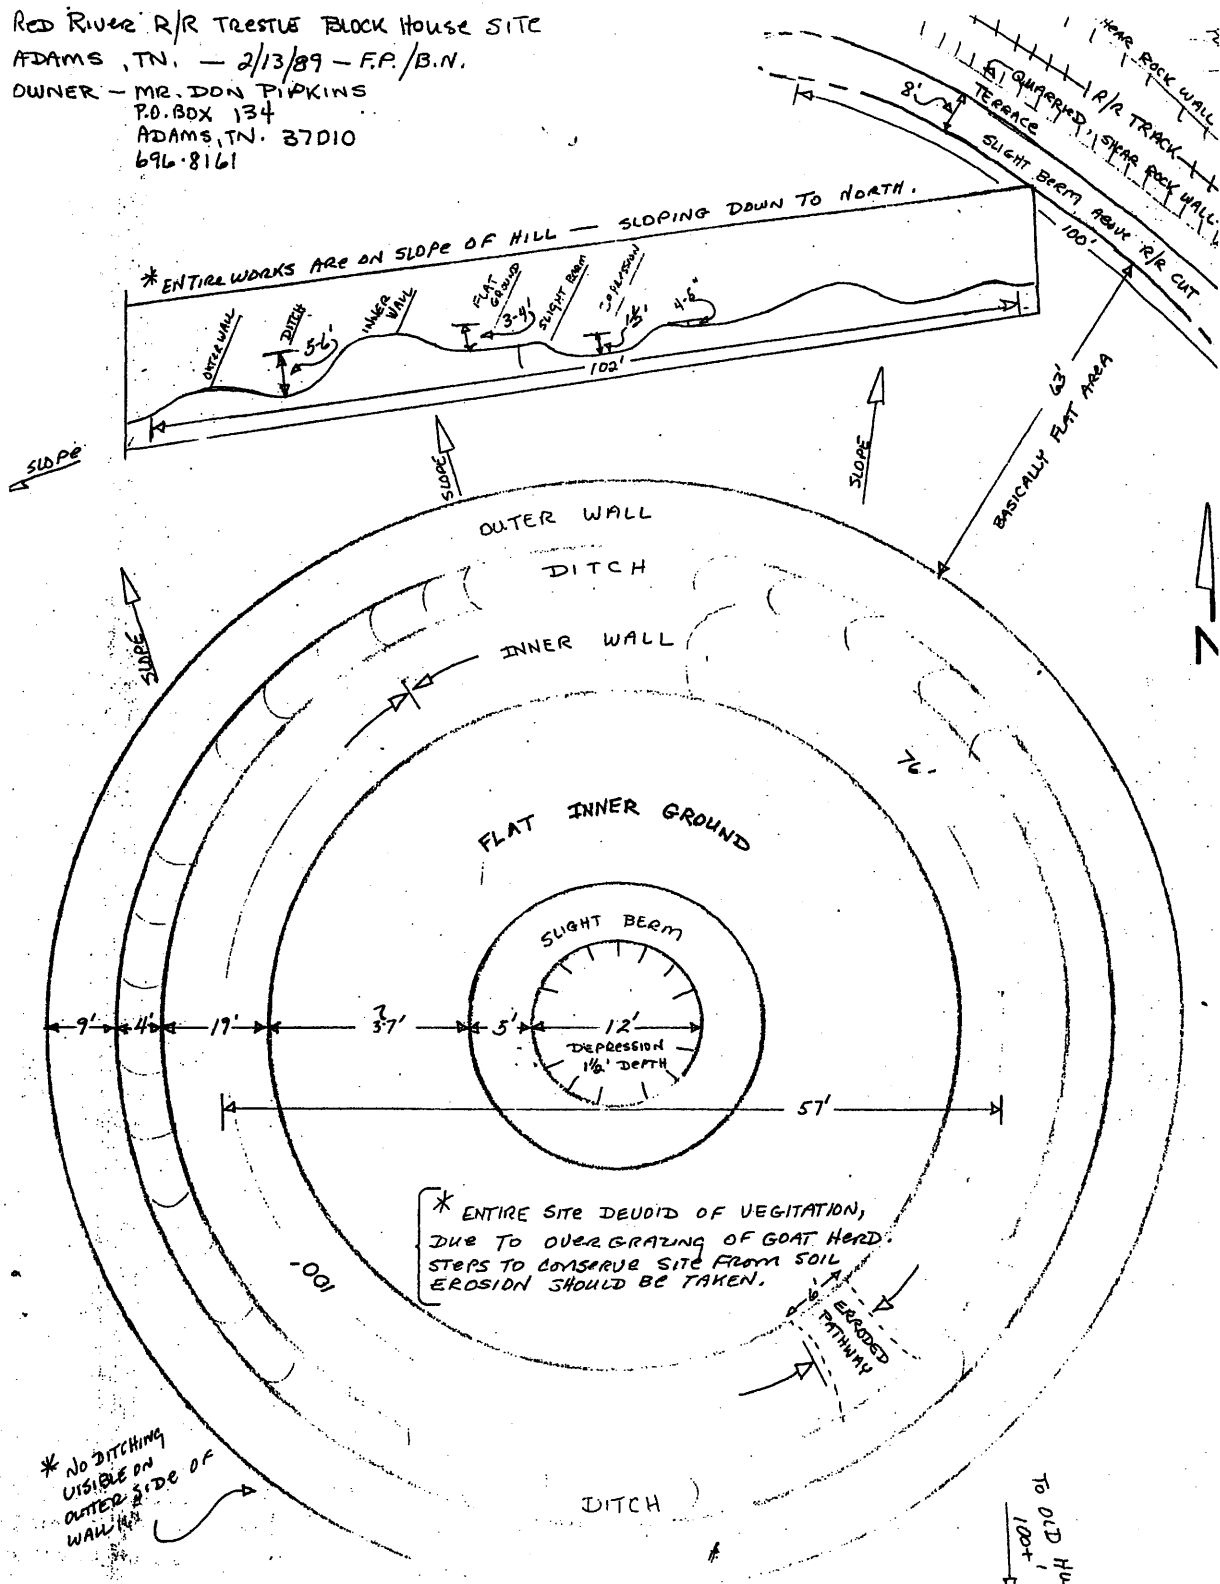 RED RIVER R/R TRESTLE BLOCK HOUSE SITE
ADAMS, TN. — 2/13/89 — F.P./B.N.
OWNER — MR. DON PIPKINS
P.O. BOX 134
ADAMS, TN. 37010
696-8161
NEAR ROCK WALL
R/R TRACK
QUARRIED, SHEAR ROCK WALL
TERRACE
8'
SLIGHT BERM ABOVE R/R CUT
100'
* ENTIRE WORKS ARE ON SLOPE OF HILL — SLOPING DOWN TO NORTH.
OUTER WALL
DITCH
5-6'
INNER WALL
FLAT GROUND
3-4'
SLIGHT BERM
DEPRESSION
4-6"
102'
63'
BASICALLY FLAT AREA
SLOPE
SLOPE
SLOPE
SLOPE
N
OUTER WALL
DITCH
INNER WALL
76'
FLAT INNER GROUND
SLIGHT BERM
9'
4'
19'
37'
5'
12'
DEPRESSION
1½' DEPTH
57'
* ENTIRE SITE DEVOID OF VEGITATION,
DUE TO OVER GRAZING OF GOAT HERD.
STEPS TO CONSERVE SITE FROM SOIL
EROSION SHOULD BE TAKEN.
100'
ERRODED
PATHWAY
* NO DITCHING
VISIBLE ON
OUTTER SIDE OF
WALL
DITCH
TO OLD
100+'